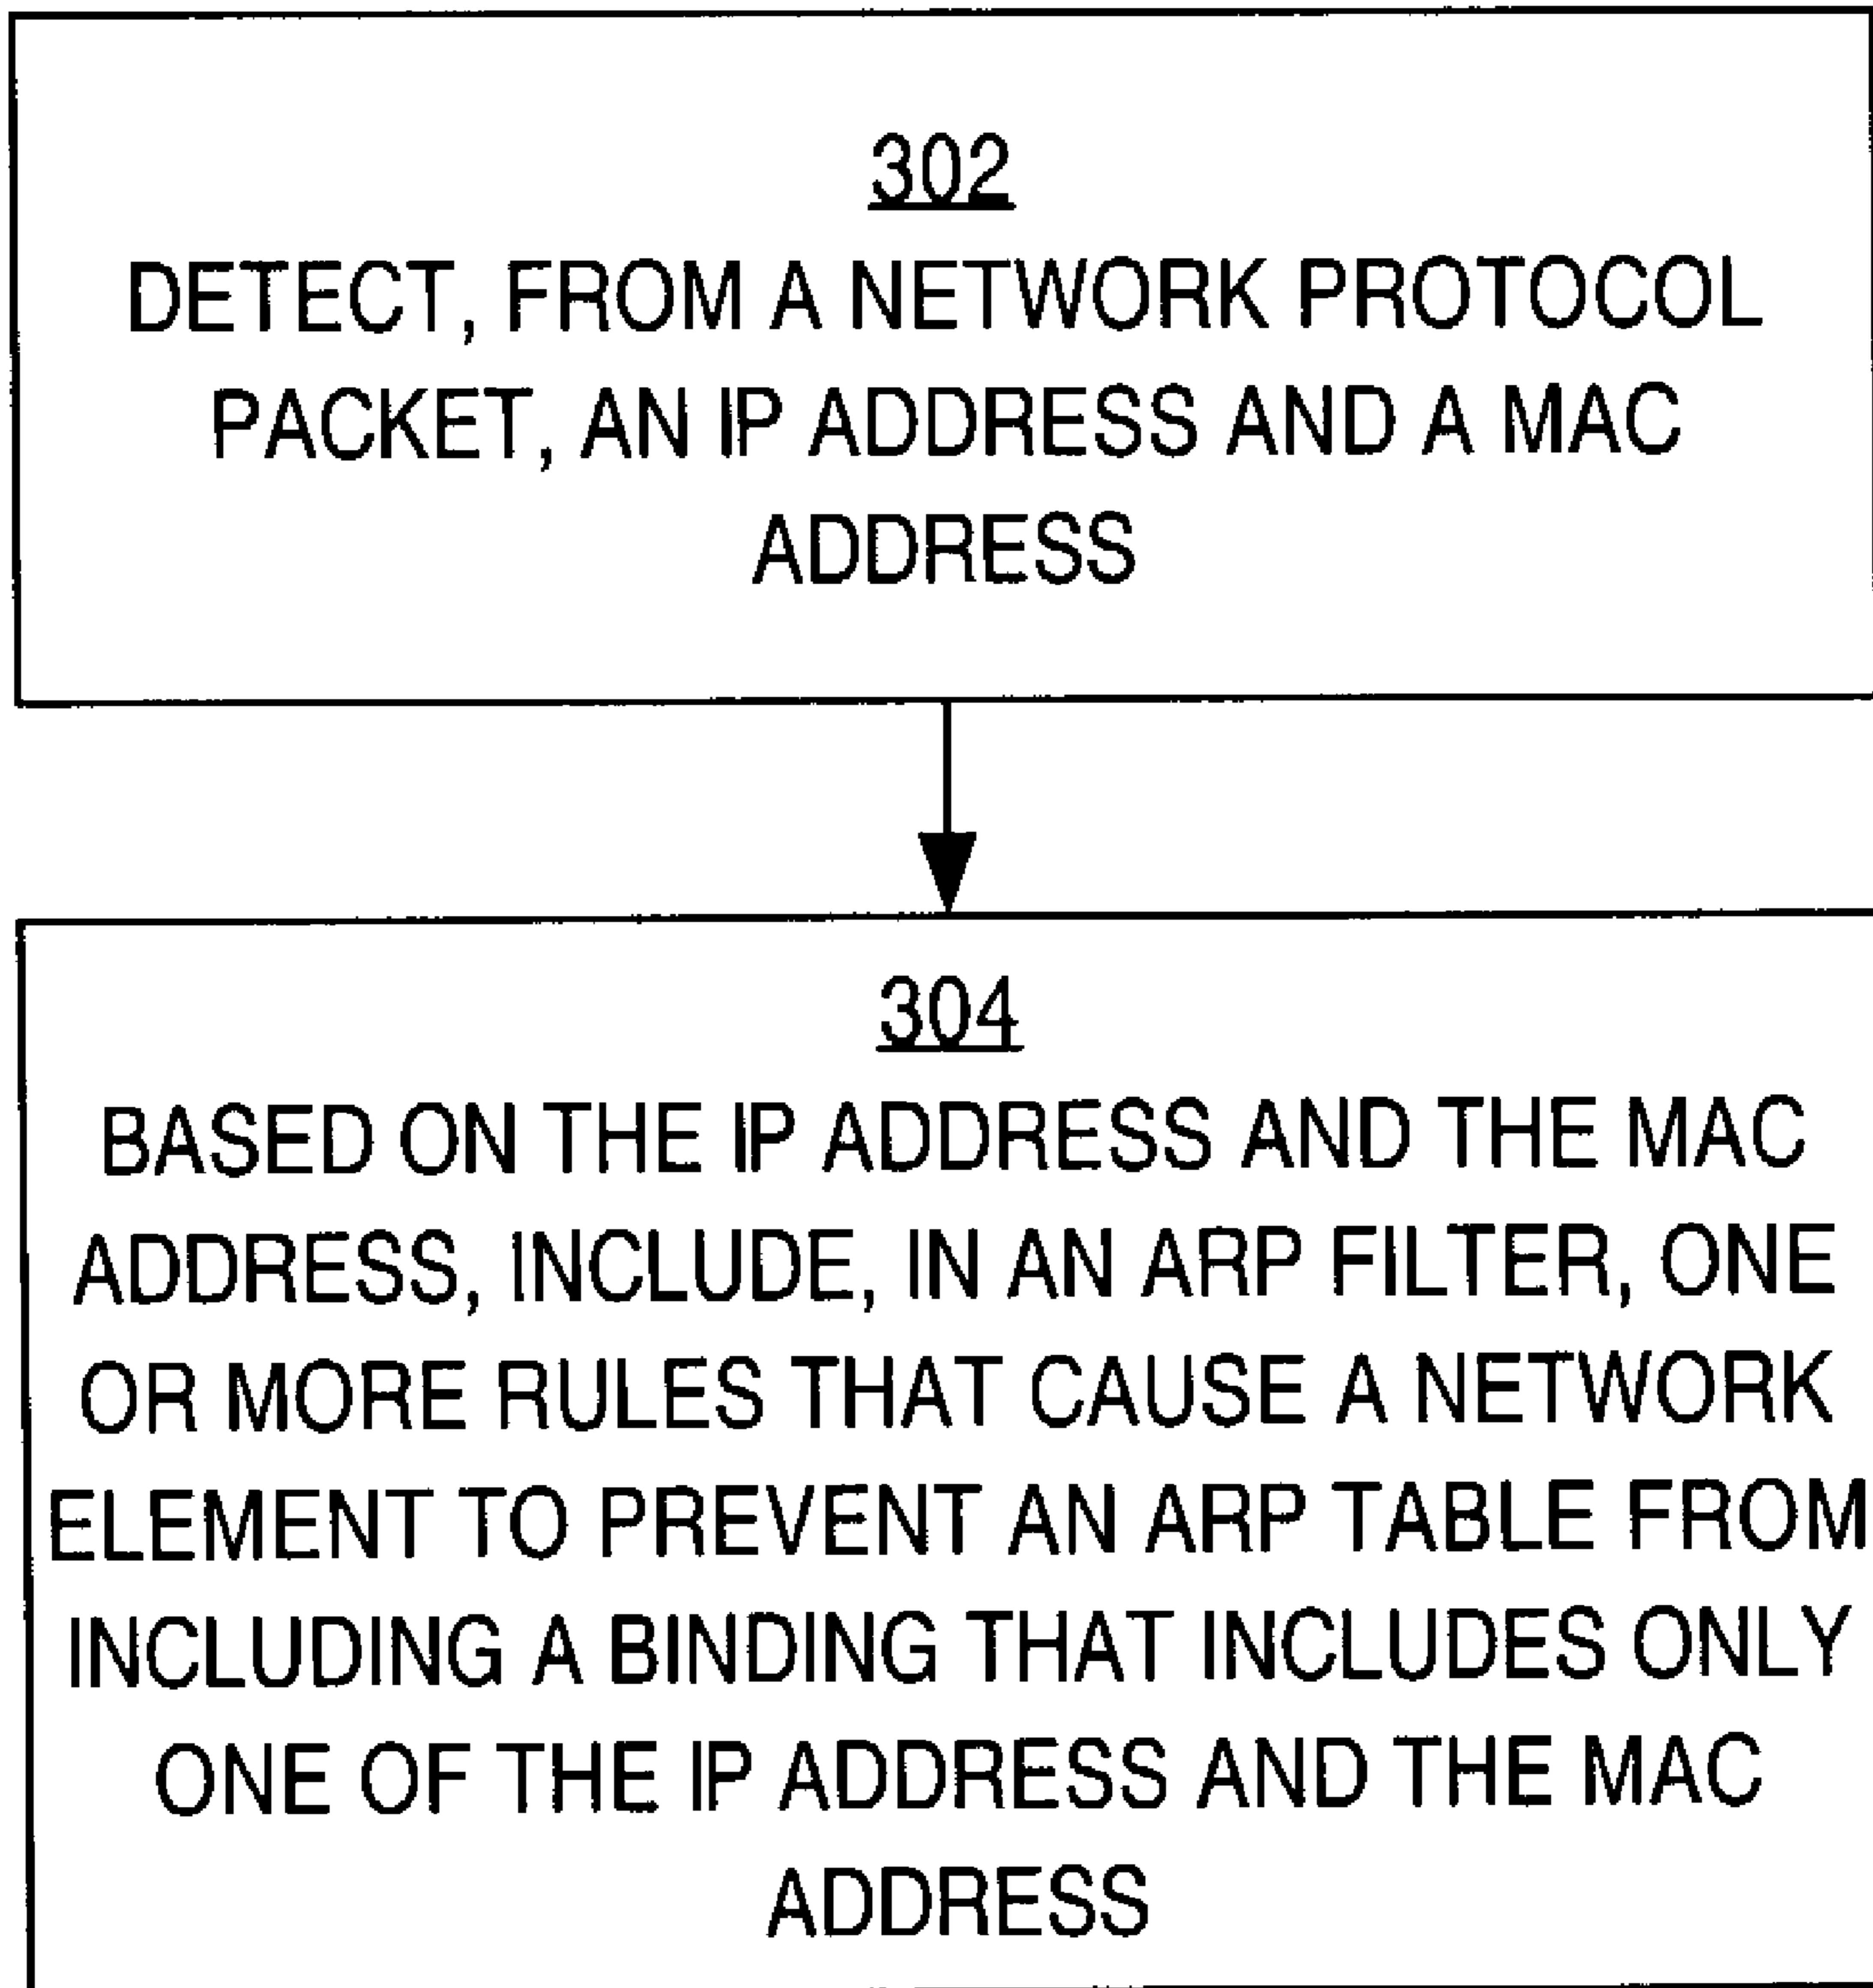 302
DETECT, FROM A NETWORK PROTOCOL
PACKET, AN IP ADDRESS AND A MAC
ADDRESS
304
BASED ON THE IP ADDRESS AND THE MAC
ADDRESS, INCLUDE, IN AN ARP FILTER, ONE
OR MORE RULES THAT CAUSE A NETWORK
ELEMENT TO PREVENT AN ARP TABLE FROM
INCLUDING A BINDING THAT INCLUDES ONLY
ONE OF THE IP ADDRESS AND THE MAC
ADDRESS